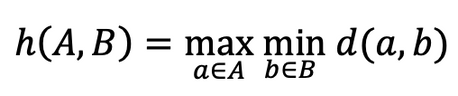 h(A, B) = max min d(a, b)
a∈A b∈B